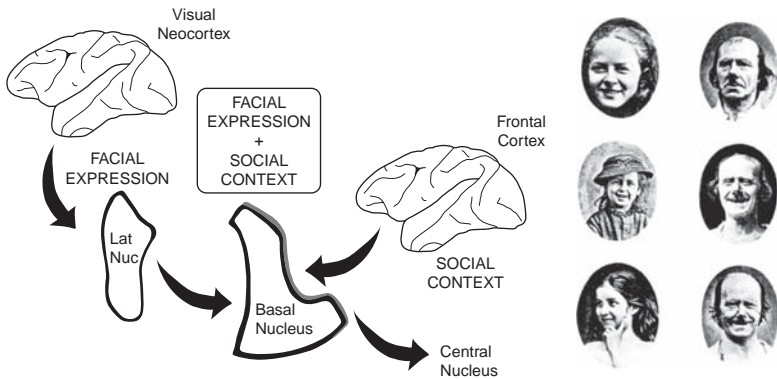 Visual
Neocortex
FACIAL
EXPRESSION
+
SOCIAL
CONTEXT
Frontal
Cortex
FACIAL
EXPRESSION
Lat
Nuc
SOCIAL
CONTEXT
Basal
Nucleus
Central
Nucleus